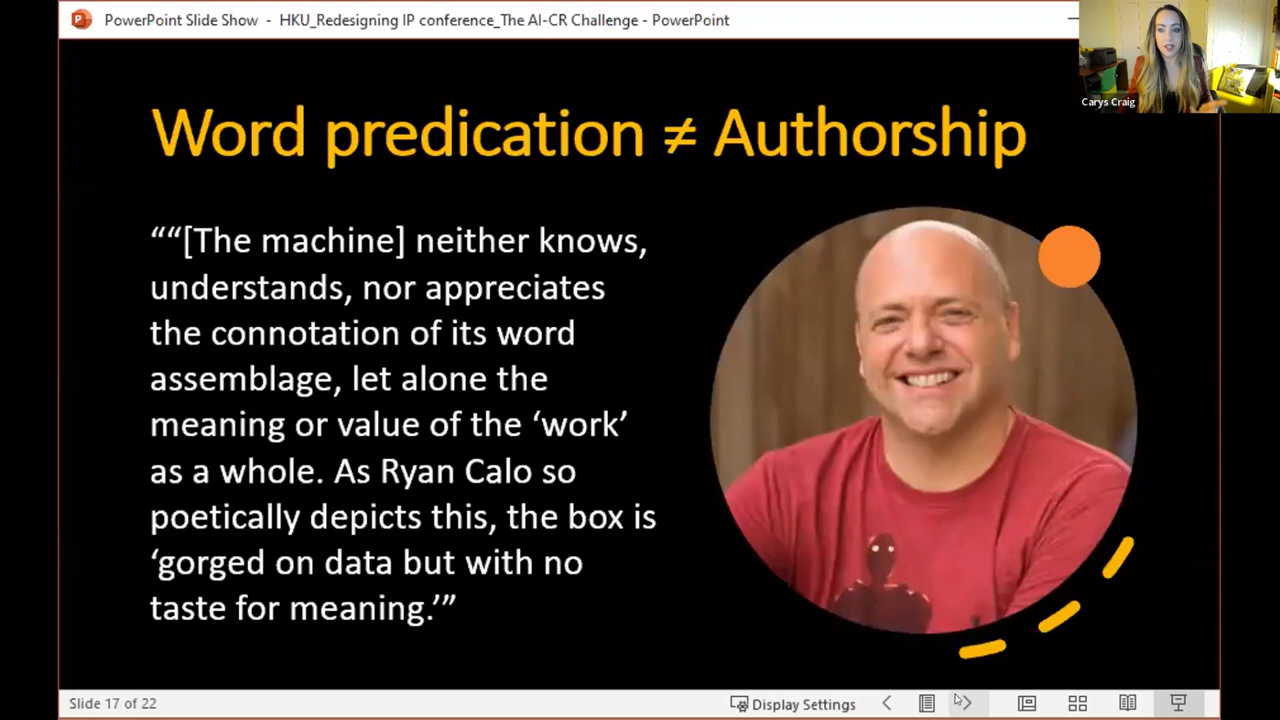 PowerPoint Slide Show - HKU_Redesigning IP conference_The AI-CR Challenge - PowerPoint
Carys Craig
Word predication ≠ Authorship
““[The machine] neither knows,
understands, nor appreciates
the connotation of its word
assemblage, let alone the
meaning or value of the ‘work’
as a whole. As Ryan Calo so
poetically depicts this, the box is
‘gorged on data but with no
taste for meaning.’”
Slide 17 of 22
Display Settings